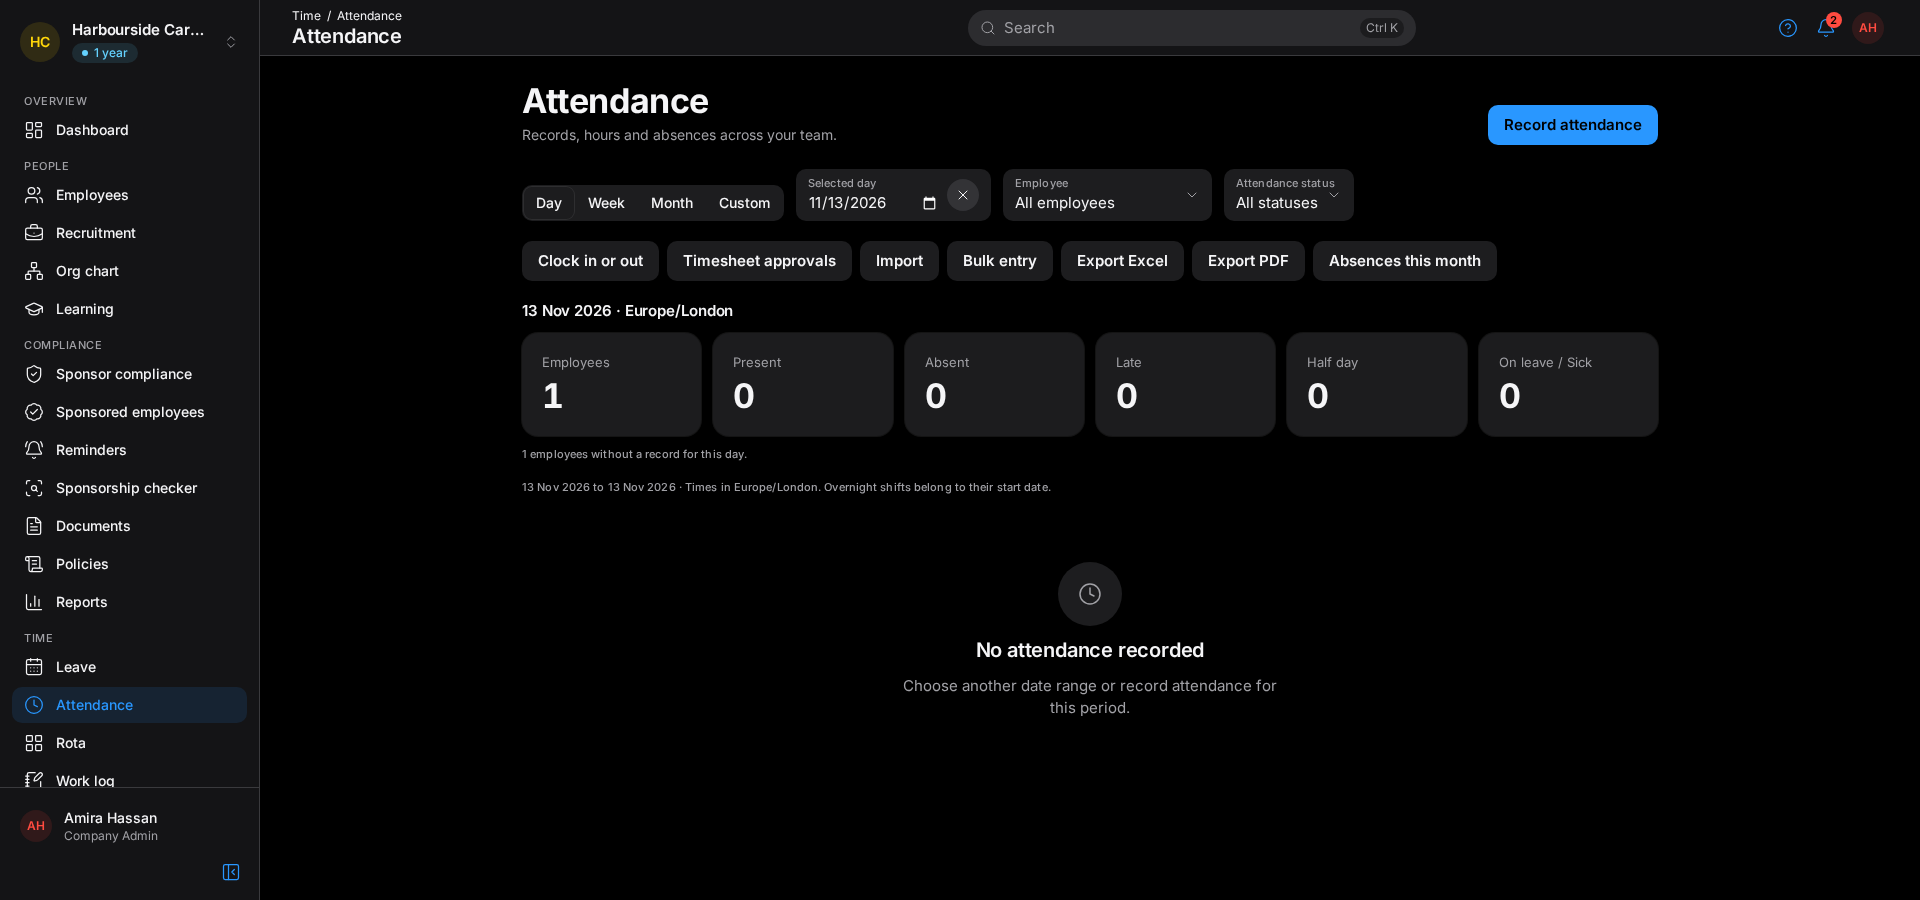 HC
Harbourside Car...
1 year
OVERVIEW
Dashboard
PEOPLE
Employees
Recruitment
Org chart
Learning
COMPLIANCE
Sponsor compliance
Sponsored employees
Reminders
Sponsorship checker
Documents
Policies
Reports
TIME
Leave
Attendance
Rota
Work log
AH
Amira Hassan
Company Admin
Time / Attendance
Attendance
Search
Ctrl K
2
AH
Attendance
Records, hours and absences across your team.
Record attendance
Day Week Month Custom
Selected day
11/13/2026
Employee
All employees
Attendance status
All statuses
Clock in or out Timesheet approvals Import Bulk entry Export Excel Export PDF Absences this month
13 Nov 2026 · Europe/London
Employees
1
Present
0
Absent
0
Late
0
Half day
0
On leave / Sick
0
1 employees without a record for this day.
13 Nov 2026 to 13 Nov 2026 · Times in Europe/London. Overnight shifts belong to their start date.
No attendance recorded
Choose another date range or record attendance for
this period.